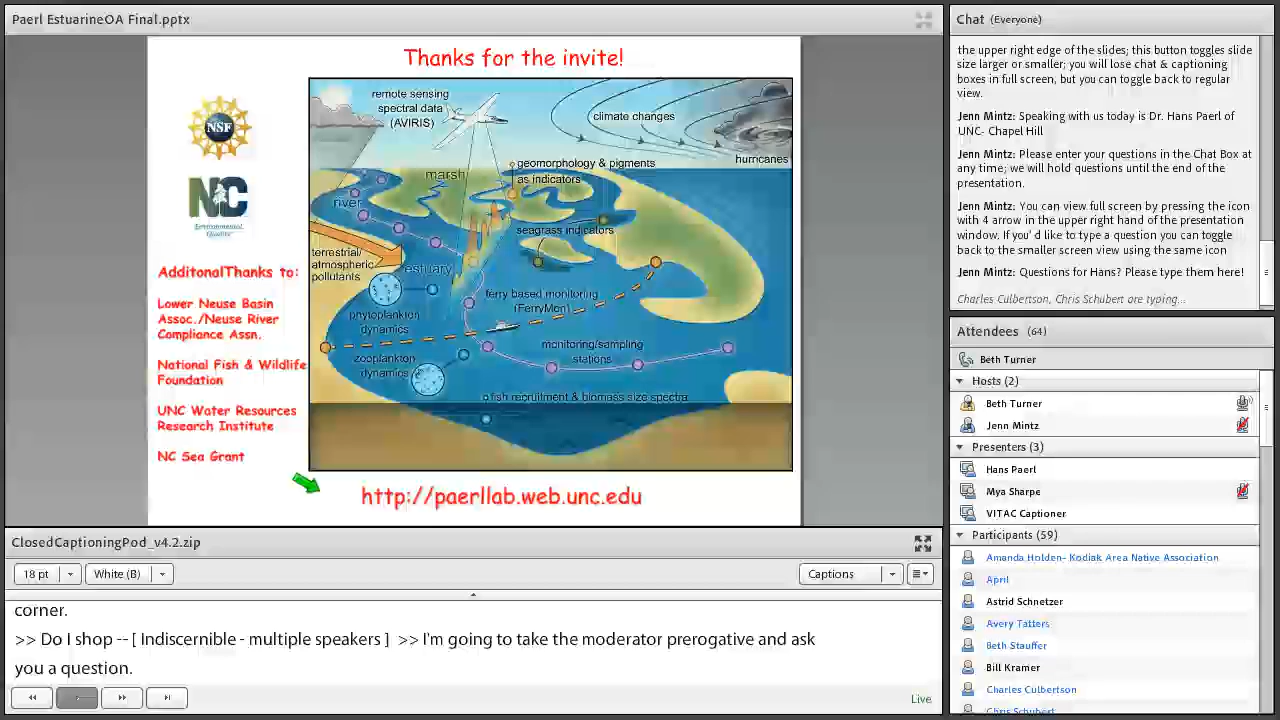 Paerl EstuarineOA Final.pptx
Thanks for the invite!
NSF
NC
Environmental
Quality
AdditonalThanks to:
Lower Neuse Basin
Assoc./Neuse River
Compliance Assn.
National Fish & Wildlife
Foundation
UNC Water Resources
Research Institute
NC Sea Grant
remote sensing
spectral data
(AVIRIS)
climate changes
hurricanes
geomorphology & pigments
as indicators
marsh
river
seagrass indicators
terrestrial/
atmospheric
pollutants
estuary
ferry based monitoring
(FerryMon)
phytoplankton
dynamics
monitoring/sampling
stations
zooplankton
dynamics
fish recruitment & biomass size spectra
http://paerllab.web.unc.edu
ClosedCaptioningPod_v4.2.zip
18 pt
White (B)
Captions
corner.
>> Do I shop -- [ Indiscernible - multiple speakers ]  >> I'm going to take the moderator prerogative and ask
you a question.
Live
Chat (Everyone)
the upper right edge of the slides; this button toggles slide
size larger or smaller; you will lose chat & captioning
boxes in full screen, but you can toggle back to regular
view.
Jenn Mintz: Speaking with us today is Dr. Hans Paerl of
UNC- Chapel Hill
Jenn Mintz: Please enter your questions in the Chat Box at
any time; we will hold questions until the end of the
presentation.
Jenn Mintz: You can view full screen by pressing the icon
with 4 arrow in the upper right hand of the presentation
window. If you' d like to type a question you can toggle
back to the smaller screen view using the same icon
Jenn Mintz: Questions for Hans? Please type them here!
Charles Culbertson, Chris Schubert are typing...
Attendees (64)
Beth Turner
Hosts (2)
Beth Turner
Jenn Mintz
Presenters (3)
Hans Paerl
Mya Sharpe
VITAC Captioner
Participants (59)
Amanda Holden- Kodiak Area Native Association
April
Astrid Schnetzer
Avery Tatters
Beth Stauffer
Bill Kramer
Charles Culbertson
Chris Schubert